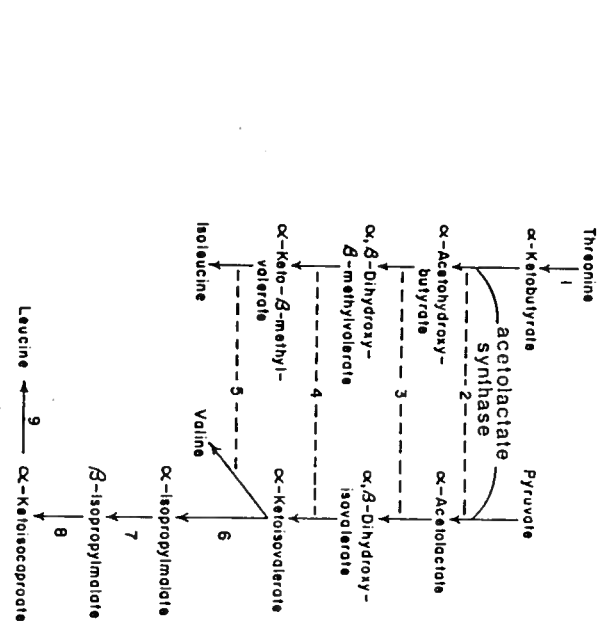 Threonine
1
α-Ketobutyrate
Pyruvate
acetolactate
synthase
2
α-Acetohydroxy-
butyrate
α-Acetolactate
3
α,β-Dihydroxy-
β-methylvalerate
α,β-Dihydroxy-
isovalerate
4
α-Keto-β-methyl-
valerate
α-Ketoisovalerate
5
Isoleucine
Valine
6
α-Isopropylmalate
7
β-Isopropylmalate
8
Leucine
9
α-Ketoisocaproate